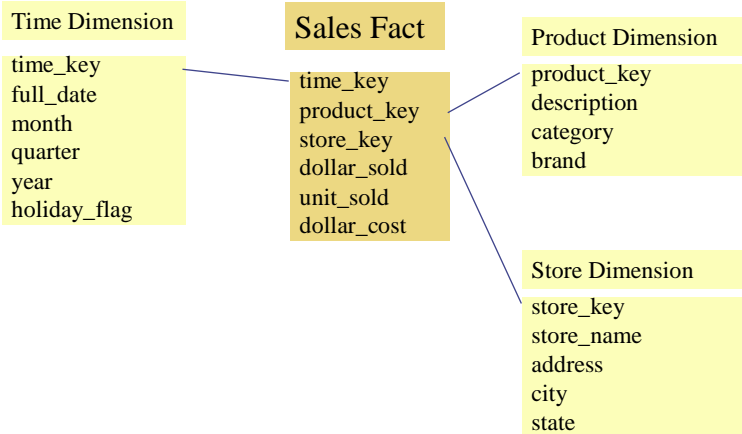 Time Dimension
time_key
full_date
month
quarter
year
holiday_flag
Sales Fact
time_key
product_key
store_key
dollar_sold
unit_sold
dollar_cost
Product Dimension
product_key
description
category
brand
Store Dimension
store_key
store_name
address
city
state